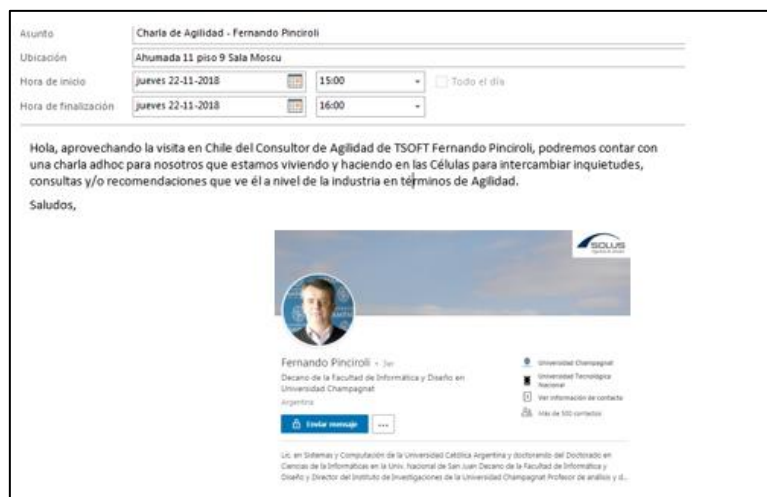 Asunto
Charla de Agilidad - Fernando Pinciroli
Ubicación
Ahumada 11 piso 9 Sala Moscu
Hora de inicio
jueves 22-11-2018
15:00
Todo el día
Hora de finalización
jueves 22-11-2018
16:00
Hola, aprovechando la visita en Chile del Consultor de Agilidad de TSOFT Fernando Pinciroli, podremos contar con
una charla adhoc para nosotros que estamos viviendo y haciendo en las Células para intercambiar inquietudes,
consultas y/o recomendaciones que ve él a nivel de la industria en términos de Agilidad.
Saludos,
SOLUS
Fernando Pinciroli • 3er
Decano de la Facultad de Informática y Diseño en
Universidad Champagnat
Argentina
Enviar mensaje
...
Universidad Champagnat
Universidad Tecnológica
Nacional
Ver información de contacto
Más de 500 contactos
Lic. en Sistemas y Computación de la Universidad Católica Argentina y doctorando del Doctorado en
Ciencias de la Informáticas en la Univ. Nacional de San Juan Decano de la Facultad de Informática y
Diseño y Director del Instituto de Investigaciones de la Universidad Champagnat Profesor de análisis y d...